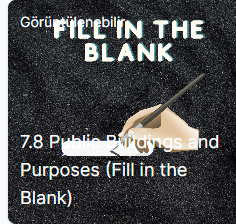 Görüntülenebilir
FILL IN THE
BLANK
7.8 Public Buildings and
Purposes (Fill in the
Blank)